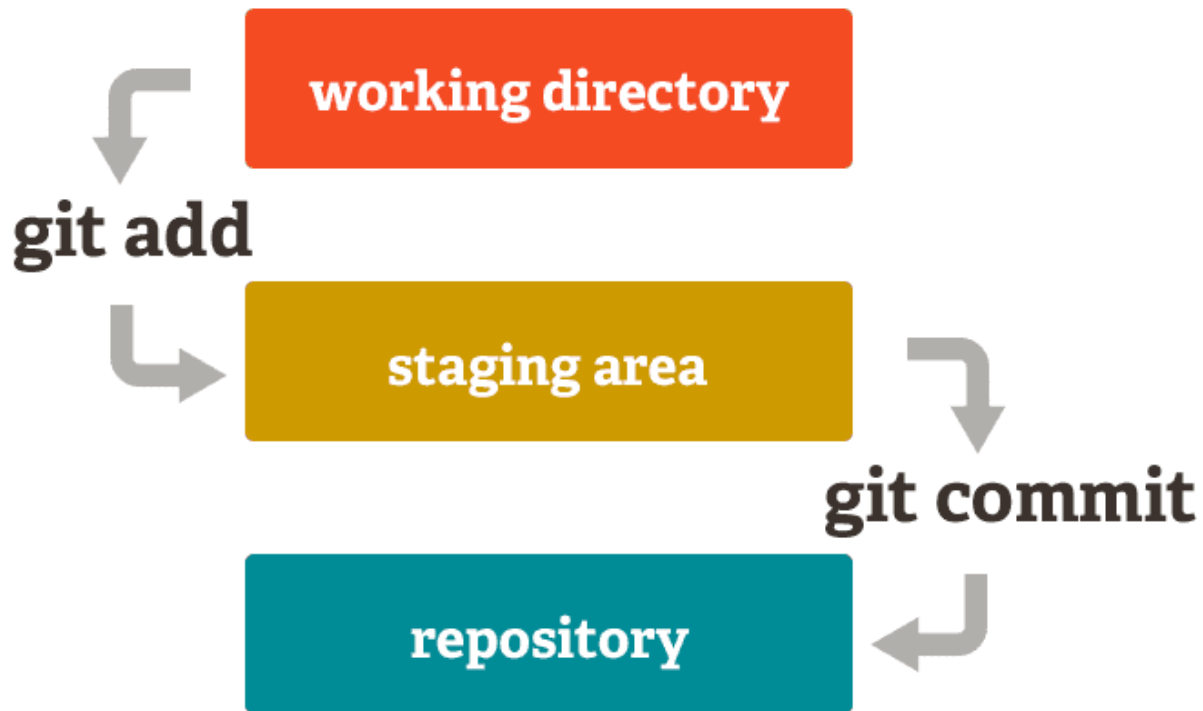 working directory
git add
staging area
git commit
repository